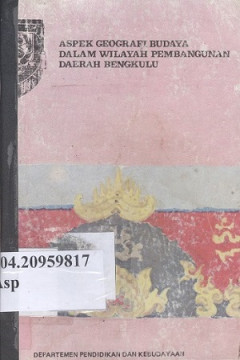 ASPEK GEOGRAFI BUDAYA
DALAM WILAYAH PEMBANGUNAN
DAERAH BENGKULU
04.20959817
Asp
DEPARTEMEN PENDIDIKAN DAN KEBUDAYAAN